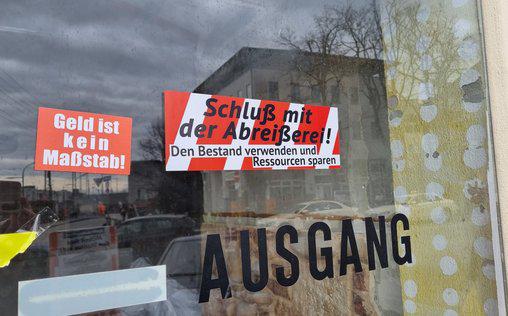 Geld ist
kein
Maßstab!
Schluß mit
der Abreißerei!
Den Bestand verwenden und
Ressourcen sparen
AUSGANG